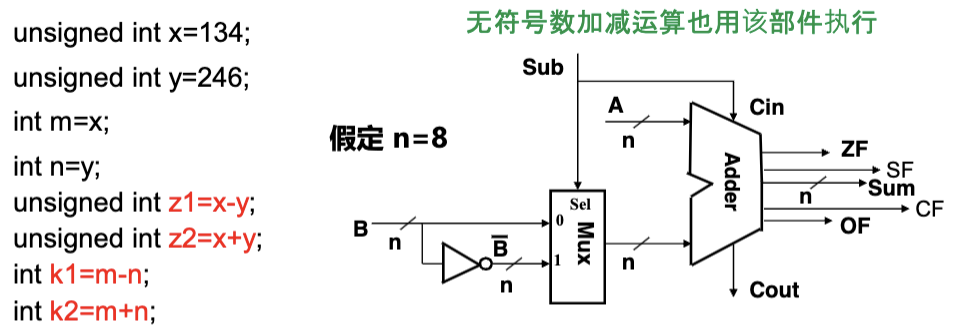 unsigned int x=134;
unsigned int y=246;
int m=x;
int n=y;
unsigned int z1=x-y;
unsigned int z2=x+y;
int k1=m-n;
int k2=m+n;
无符号数加减运算也用该部件执行
假定 n=8
Sub
A
n
Cin
Adder
ZF
SF
n
Sum
CF
OF
Cout
B
n
B̅
n
Sel
0
1
Mux
n